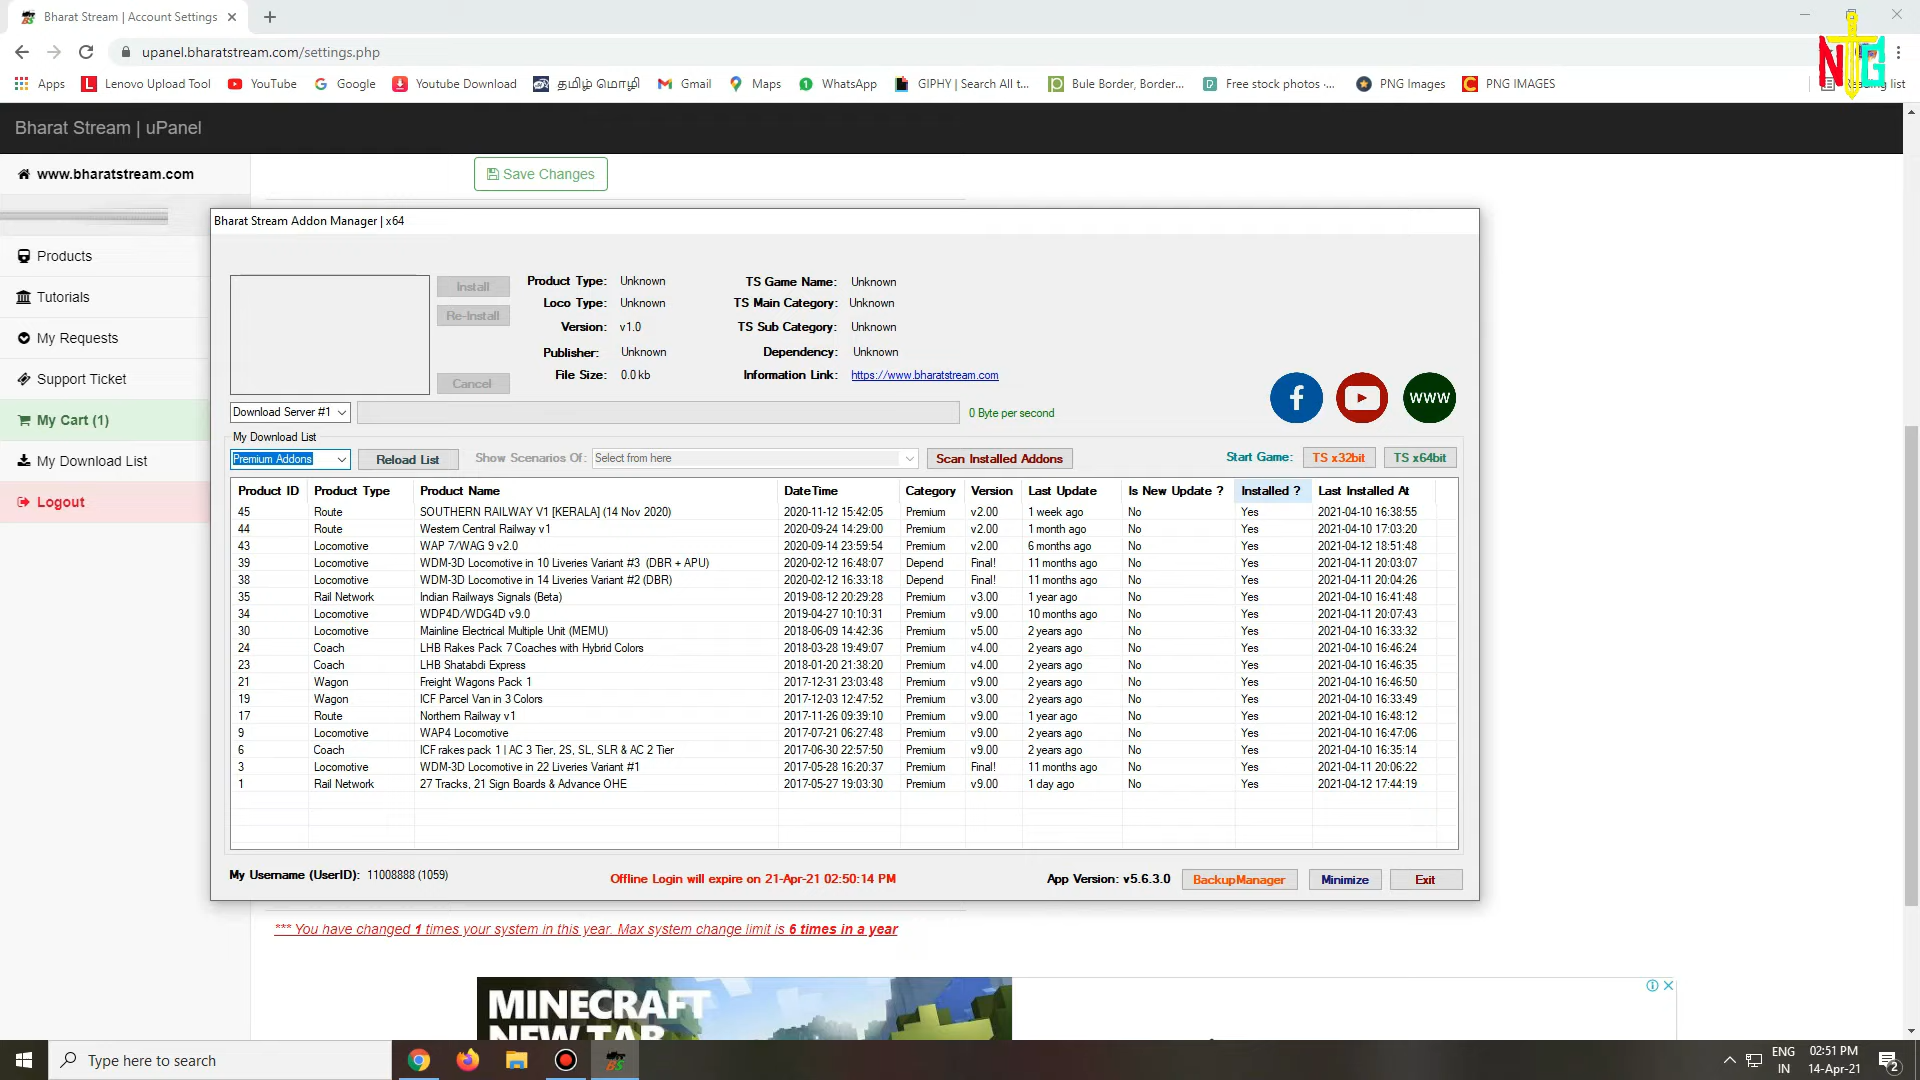 Bharat Stream | Account Settings
upanel.bharatstream.com/settings.php
Apps Lenovo Upload Tool YouTube Google Youtube Download தமிழ் மொழி Gmail Maps WhatsApp GIPHY | Search All t... Bule Border, Border... Free stock photos ·... PNG Images PNG IMAGES list
NTG
Bharat Stream | uPanel
www.bharatstream.com
Save Changes
Products
Tutorials
My Requests
Support Ticket
My Cart (1)
My Download List
Logout
Bharat Stream Addon Manager | x64
Install
Re-Install
Cancel
Product Type: Unknown
Loco Type: Unknown
Version: v1.0
Publisher: Unknown
File Size: 0.0 kb
TS Game Name: Unknown
TS Main Category: Unknown
TS Sub Category: Unknown
Dependency: Unknown
Information Link: https://www.bharatstream.com
WWW
Download Server #1
0 Byte per second
My Download List
Premium Addons Reload List Show Scenarios Of: Select from here Scan Installed Addons Start Game: TS x32bit TS x64bit
Product ID Product Type Product Name DateTime Category Version Last Update Is New Update ? Installed ? Last Installed At
45 Route SOUTHERN RAILWAY V1 [KERALA] (14 Nov 2020) 2020-11-12 15:42:05 Premium v2.00 1 week ago No Yes 2021-04-10 16:38:55
44 Route Western Central Railway v1 2020-09-24 14:29:00 Premium v2.00 1 month ago No Yes 2021-04-10 17:03:20
43 Locomotive WAP 7/WAG 9 v2.0 2020-09-14 23:59:54 Premium v2.00 6 months ago No Yes 2021-04-12 18:51:48
39 Locomotive WDM-3D Locomotive in 10 Liveries Variant #3 (DBR + APU) 2020-02-12 16:48:07 Depend Final! 11 months ago No Yes 2021-04-11 20:03:07
38 Locomotive WDM-3D Locomotive in 14 Liveries Variant #2 (DBR) 2020-02-12 16:33:18 Depend Final! 11 months ago No Yes 2021-04-11 20:04:26
35 Rail Network Indian Railways Signals (Beta) 2019-08-12 20:29:28 Premium v3.00 1 year ago No Yes 2021-04-10 16:41:48
34 Locomotive WDP4D/WDG4D v9.0 2019-04-27 10:10:31 Premium v9.00 10 months ago No Yes 2021-04-11 20:07:43
30 Locomotive Mainline Electrical Multiple Unit (MEMU) 2018-06-09 14:42:36 Premium v5.00 2 years ago No Yes 2021-04-10 16:33:32
24 Coach LHB Rakes Pack 7 Coaches with Hybrid Colors 2018-03-28 19:49:07 Premium v4.00 2 years ago No Yes 2021-04-10 16:46:24
23 Coach LHB Shatabdi Express 2018-01-20 21:38:20 Premium v4.00 2 years ago No Yes 2021-04-10 16:46:35
21 Wagon Freight Wagons Pack 1 2017-12-31 23:03:48 Premium v9.00 2 years ago No Yes 2021-04-10 16:46:50
19 Wagon ICF Parcel Van in 3 Colors 2017-12-03 12:47:52 Premium v3.00 2 years ago No Yes 2021-04-10 16:33:49
17 Route Northern Railway v1 2017-11-26 09:39:10 Premium v9.00 1 year ago No Yes 2021-04-10 16:48:12
9 Locomotive WAP4 Locomotive 2017-07-21 06:27:48 Premium v9.00 2 years ago No Yes 2021-04-10 16:47:06
6 Coach ICF rakes pack 1 | AC 3 Tier, 2S, SL, SLR & AC 2 Tier 2017-06-30 22:57:50 Premium v9.00 2 years ago No Yes 2021-04-10 16:35:14
3 Locomotive WDM-3D Locomotive in 22 Liveries Variant #1 2017-05-28 16:20:37 Premium Final! 11 months ago No Yes 2021-04-11 20:06:22
1 Rail Network 27 Tracks, 21 Sign Boards & Advance OHE 2017-05-27 19:03:30 Premium v9.00 1 day ago No Yes 2021-04-12 17:44:19
My Username (UserID): 11008888 (1059) Offline Login will expire on 21-Apr-21 02:50:14 PM App Version: v5.6.3.0 BackupManager Minimize Exit
*** You have changed 1 times your system in this year. Max system change limit is 6 times in a year
MINECRAFT
NEW TAB
Type here to search
ENG
IN
02:51 PM
14-Apr-21
2